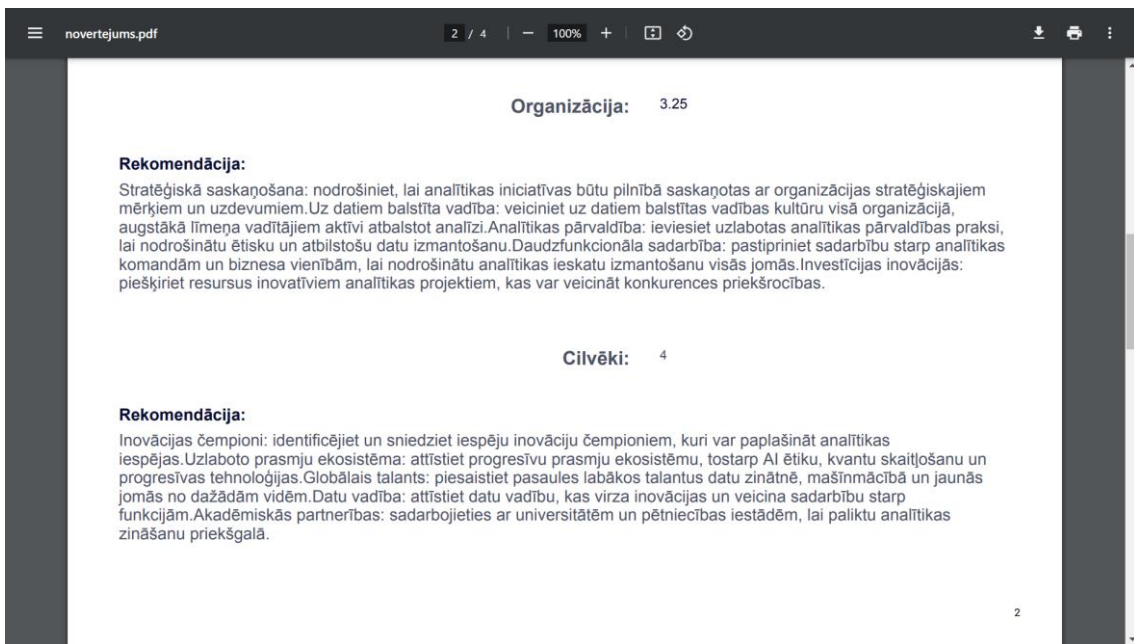 novertejums.pdf
2 / 4
100%
Organizācija: 3.25
Rekomendācija:
Stratēģiskā saskaņošana: nodrošiniet, lai analītikas iniciatīvas būtu pilnībā saskaņotas ar organizācijas stratēģiskajiem
mērķiem un uzdevumiem.Uz datiem balstīta vadība: veiciniet uz datiem balstītas vadības kultūru visā organizācijā,
augstākā līmeņa vadītājiem aktīvi atbalstot analīzi.Analītikas pārvaldība: ieviesiet uzlabotas analītikas pārvaldības praksi,
lai nodrošinātu ētisku un atbilstošu datu izmantošanu.Daudzfunkcionāla sadarbība: pastipriniet sadarbību starp analītikas
komandām un biznesa vienībām, lai nodrošinātu analītikas ieskatu izmantošanu visās jomās.Investīcijas inovācijās:
piešķiriet resursus inovatīviem analītikas projektiem, kas var veicināt konkurences priekšrocības.
Cilvēki: 4
Rekomendācija:
Inovācijas čempioni: identificējiet un sniedziet iespēju inovāciju čempioniem, kuri var paplašināt analītikas
iespējas.Uzlaboto prasmju ekosistēma: attīstiet progresīvu prasmju ekosistēmu, tostarp AI ētiku, kvantu skaitļošanu un
progresīvas tehnoloģijas.Globālais talants: piesaistiet pasaules labākos talantus datu zinātnē, mašīnmācībā un jaunās
jomās no dažādām vidēm.Datu vadība: attīstiet datu vadību, kas virza inovācijas un veicina sadarbību starp
funkcijām.Akadēmiskās partnerības: sadarbojieties ar universitātēm un pētniecības iestādēm, lai paliktu analītikas
zināšanu priekšgalā.
2